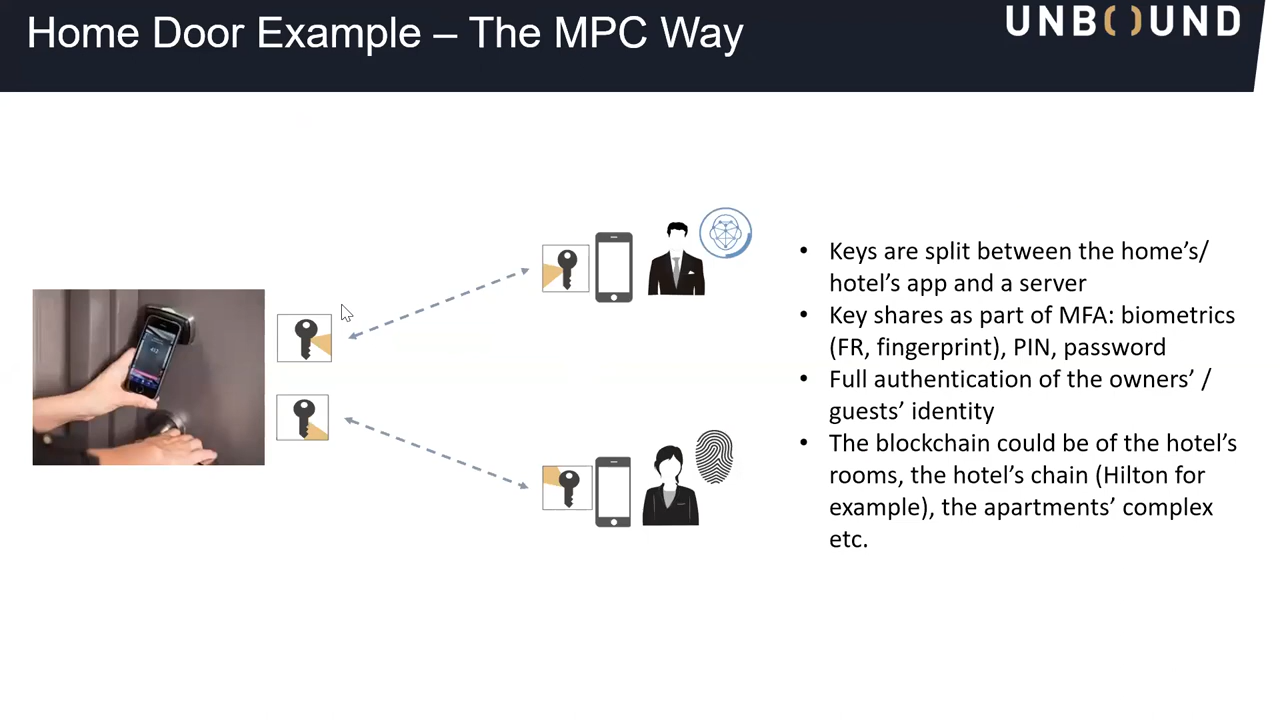 Home Door Example – The MPC Way
UNBOUND
• Keys are split between the home’s/
hotel’s app and a server
• Key shares as part of MFA: biometrics
(FR, fingerprint), PIN, password
• Full authentication of the owners’ /
guests’ identity
• The blockchain could be of the hotel’s
rooms, the hotel’s chain (Hilton for
example), the apartments’ complex
etc.